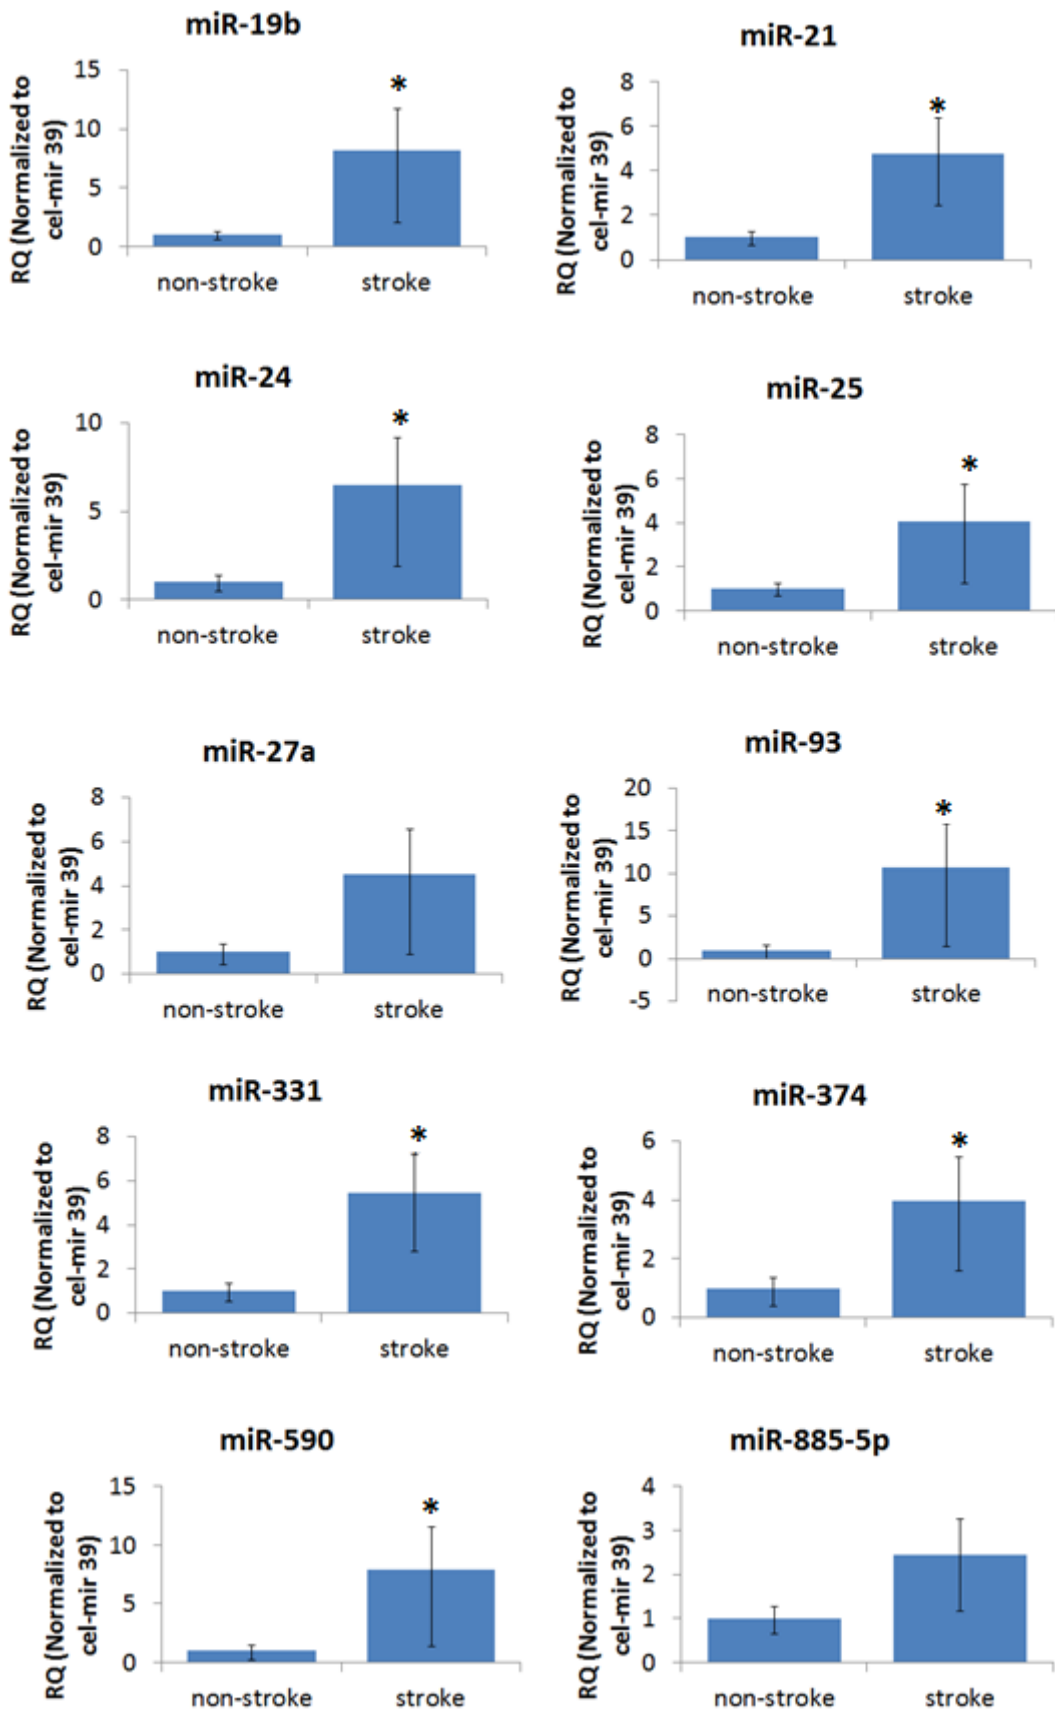 miR-19b
RQ (Normalized to
cel-mir 39)
15
10
5
0
*
non-stroke
stroke
miR-21
RQ (Normalized to
cel-mir 39)
8
6
4
2
0
*
non-stroke
stroke
miR-24
RQ (Normalized to
cel-mir 39)
10
5
0
*
non-stroke
stroke
miR-25
RQ (Normalized to
cel-mir 39)
8
6
4
2
0
*
non-stroke
stroke
miR-27a
RQ (Normalized to
cel-mir 39)
8
6
4
2
0
non-stroke
stroke
miR-93
RQ (Normalized to
cel-mir 39)
20
15
10
5
0
-5
*
non-stroke
stroke
miR-331
RQ (Normalized to
cel-mir 39)
8
6
4
2
0
*
non-stroke
stroke
miR-374
RQ (Normalized to
cel-mir 39)
6
4
2
0
*
non-stroke
stroke
miR-590
RQ (Normalized to
cel-mir 39)
15
10
5
0
*
non-stroke
stroke
miR-885-5p
RQ (Normalized to
cel-mir 39)
4
3
2
1
0
non-stroke
stroke